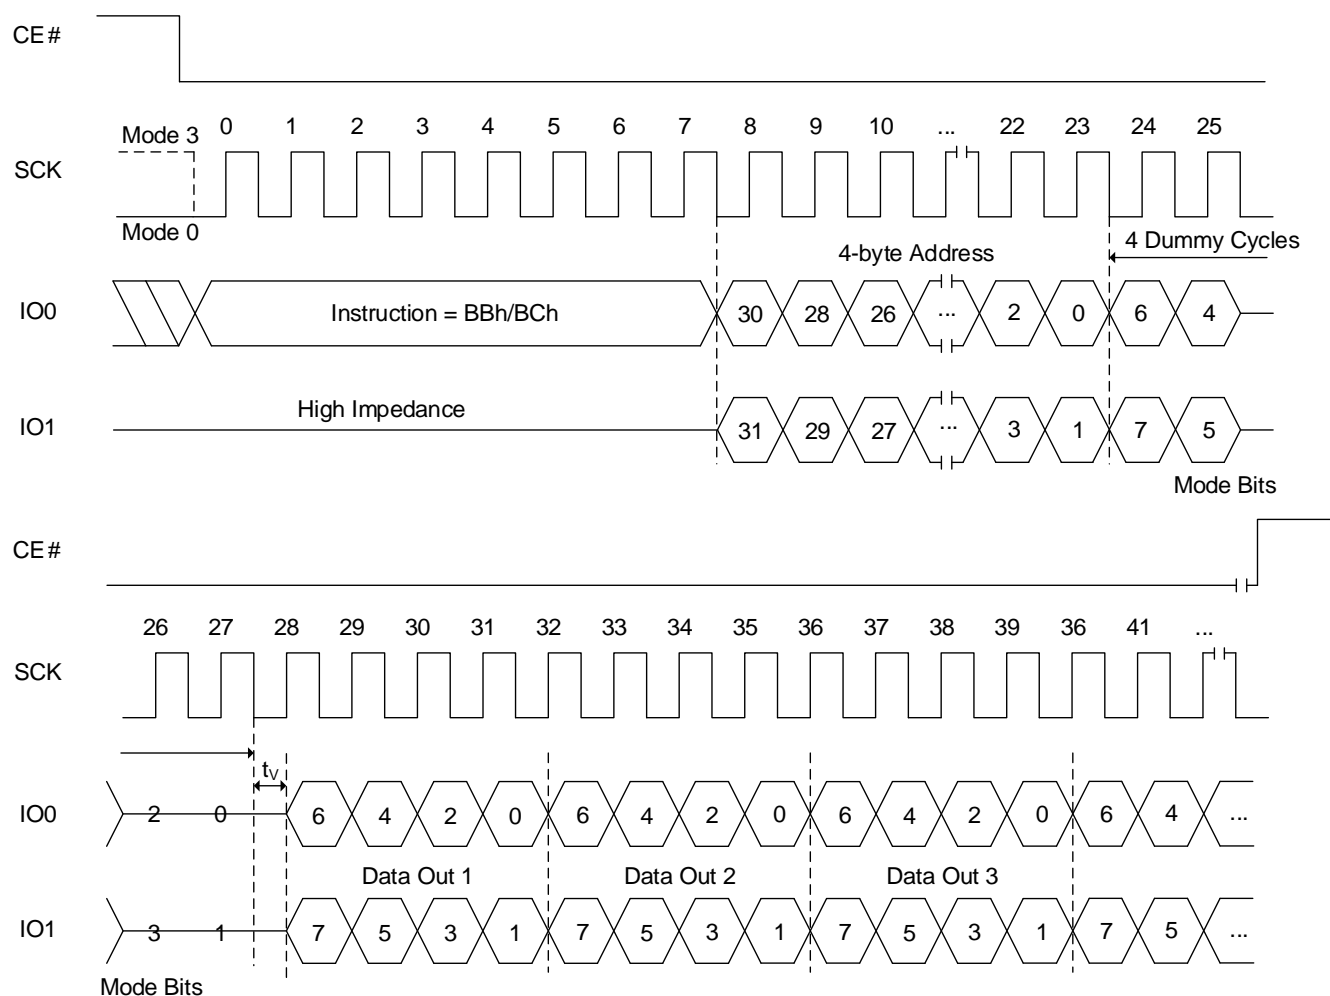 CE#
Mode 3 0 1 2 3 4 5 6 7 8 9 10 ... 22 23 24 25
SCK
Mode 0
4-byte Address 4 Dummy Cycles
IO0 Instruction = BBh/BCh 30 28 26 ... 2 0 6 4
High Impedance
IO1 31 29 27 ... 3 1 7 5
Mode Bits
CE#
26 27 28 29 30 31 32 33 34 35 36 37 38 39 36 41 ...
SCK
tV
IO0 2 0 6 4 2 0 6 4 2 0 6 4 2 0 6 4 ...
Data Out 1 Data Out 2 Data Out 3
IO1 3 1 7 5 3 1 7 5 3 1 7 5 3 1 7 5 ...
Mode Bits